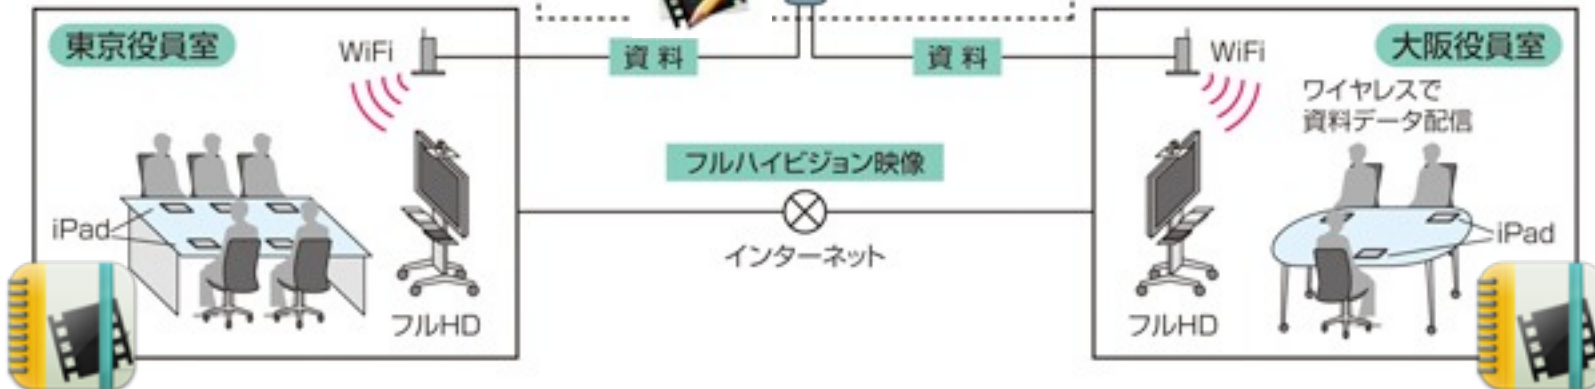 東京役員室
WiFi
資料
資料
WiFi
大阪役員室
ワイヤレスで
資料データ配信
フルハイビジョン映像
iPad
インターネット
iPad
フルHD
フルHD